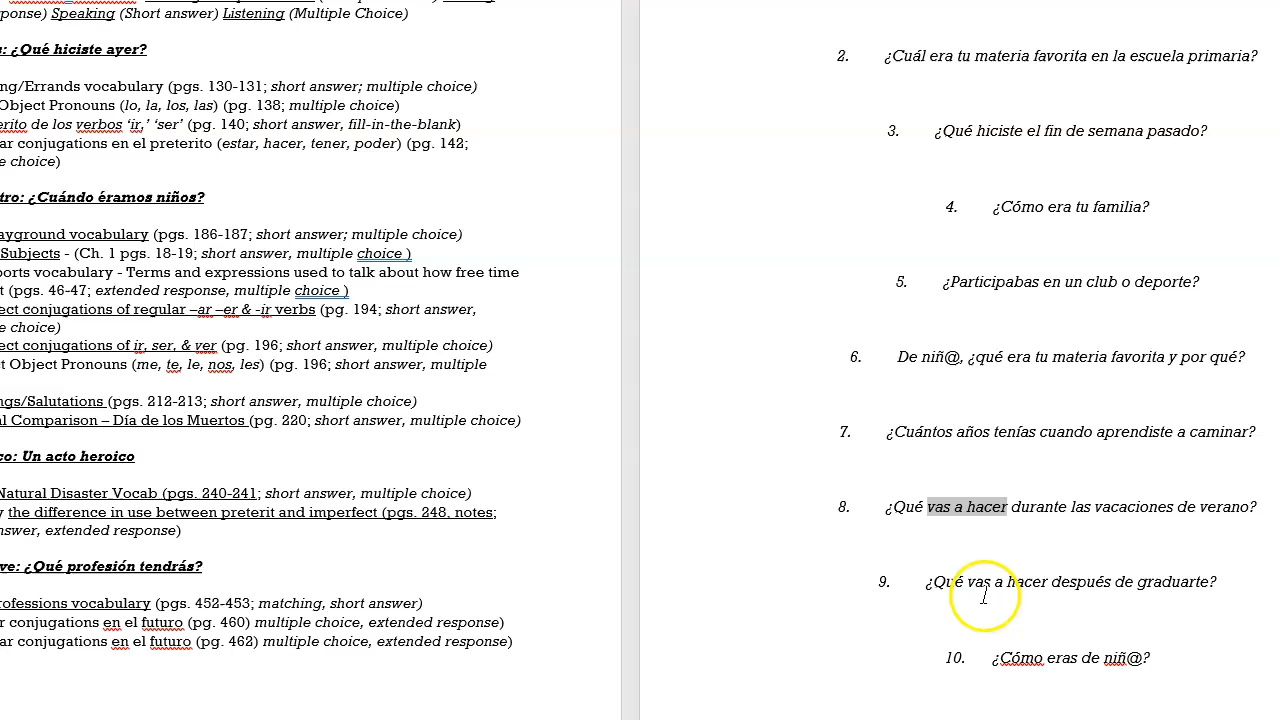 ponse) Speaking (Short answer) Listening (Multiple Choice)
s: ¿Qué hiciste ayer?
ng/Errands vocabulary (pgs. 130-131; short answer; multiple choice)
Object Pronouns (lo, la, los, las) (pg. 138; multiple choice)
erito de los verbos ‘ir,’ ‘ser’ (pg. 140; short answer, fill-in-the-blank)
ar conjugations en el preterito (estar, hacer, tener, poder) (pg. 142;
e choice)
tro: ¿Cuándo éramos niños?
ayground vocabulary (pgs. 186-187; short answer; multiple choice)
Subjects - (Ch. 1 pgs. 18-19; short answer, multiple choice )
ports vocabulary - Terms and expressions used to talk about how free time
t (pgs. 46-47; extended response, multiple choice )
ect conjugations of regular –ar –er & -ir verbs (pg. 194; short answer,
e choice)
ect conjugations of ir, ser, & ver (pg. 196; short answer, multiple choice)
t Object Pronouns (me, te, le, nos, les) (pg. 196; short answer, multiple
ngs/Salutations (pgs. 212-213; short answer, multiple choice)
al Comparison – Día de los Muertos (pg. 220; short answer, multiple choice)
co: Un acto heroico
Natural Disaster Vocab (pgs. 240-241; short answer, multiple choice)
y the difference in use between preterit and imperfect (pgs. 248, notes;
nswer, extended response)
ve: ¿Qué profesión tendrás?
rofessions vocabulary (pgs. 452-453; matching, short answer)
r conjugations en el futuro (pg. 460) multiple choice, extended response)
ar conjugations en el futuro (pg. 462) multiple choice, extended response)
2. ¿Cuál era tu materia favorita en la escuela primaria?
3. ¿Qué hiciste el fin de semana pasado?
4. ¿Cómo era tu familia?
5. ¿Participabas en un club o deporte?
6. De niñ@, ¿qué era tu materia favorita y por qué?
7. ¿Cuántos años tenías cuando aprendiste a caminar?
8. ¿Qué vas a hacer durante las vacaciones de verano?
9. ¿Qué vas a hacer después de graduarte?
10. ¿Cómo eras de niñ@?